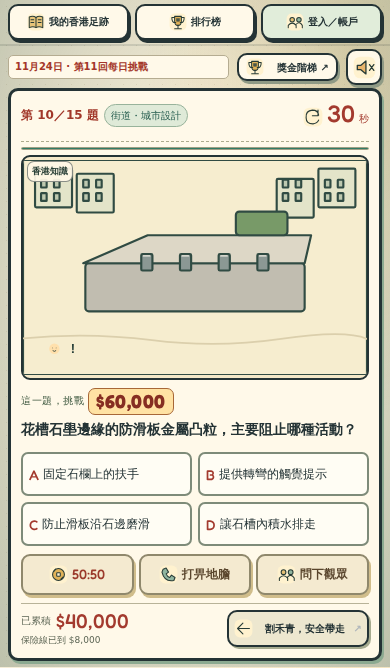 我的香港足跡
排行榜
登入／帳戶
11月24日・第11回每日挑戰
獎金階梯 ↗
第 10／15 題
街道・城市設計
30 秒
香港知識
!
這一題，挑戰 $60,000
花槽石壆邊緣的防滑板金屬凸粒，主要阻止哪種活動？
A 固定石欄上的扶手
B 提供轉彎的觸覺提示
C 防止滑板沿石邊磨滑
D 讓石槽內積水排走
50:50
打畀地膽
問下觀眾
已累積 $40,000
保險線已到 $8,000
割禾青，安全帶走 ↗